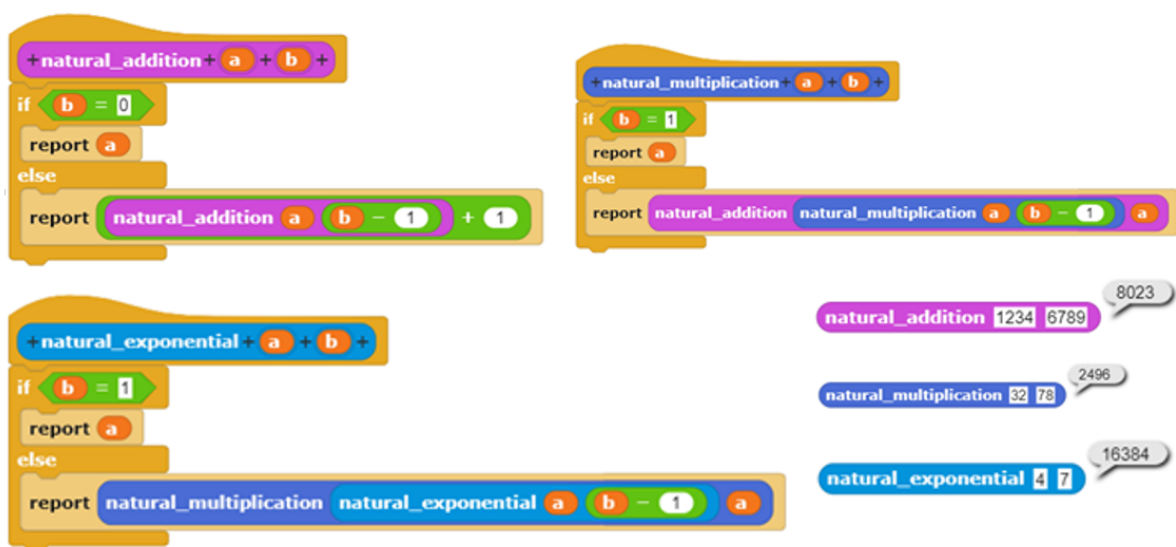 +natural_addition+ a + b +
if b = 0
report a
else
report natural_addition a b - 1 + 1
+natural_multiplication+ a + b +
if b = 1
report a
else
report natural_addition natural_multiplication a b - 1 a
+natural_exponential+ a + b +
if b = 1
report a
else
report natural_multiplication natural_exponential a b - 1 a
8023
natural_addition 1234 6789
2496
natural_multiplication 32 78
16384
natural_exponential 4 7